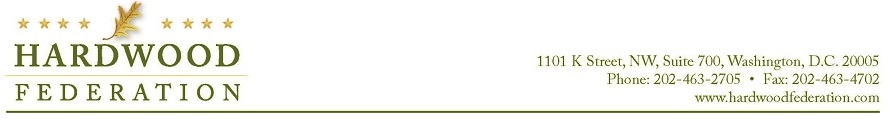 HARDWOOD
FEDERATION
1101 K Street, NW, Suite 700, Washington, D.C. 20005
Phone: 202-463-2705 • Fax: 202-463-4702
www.hardwoodfederation.com